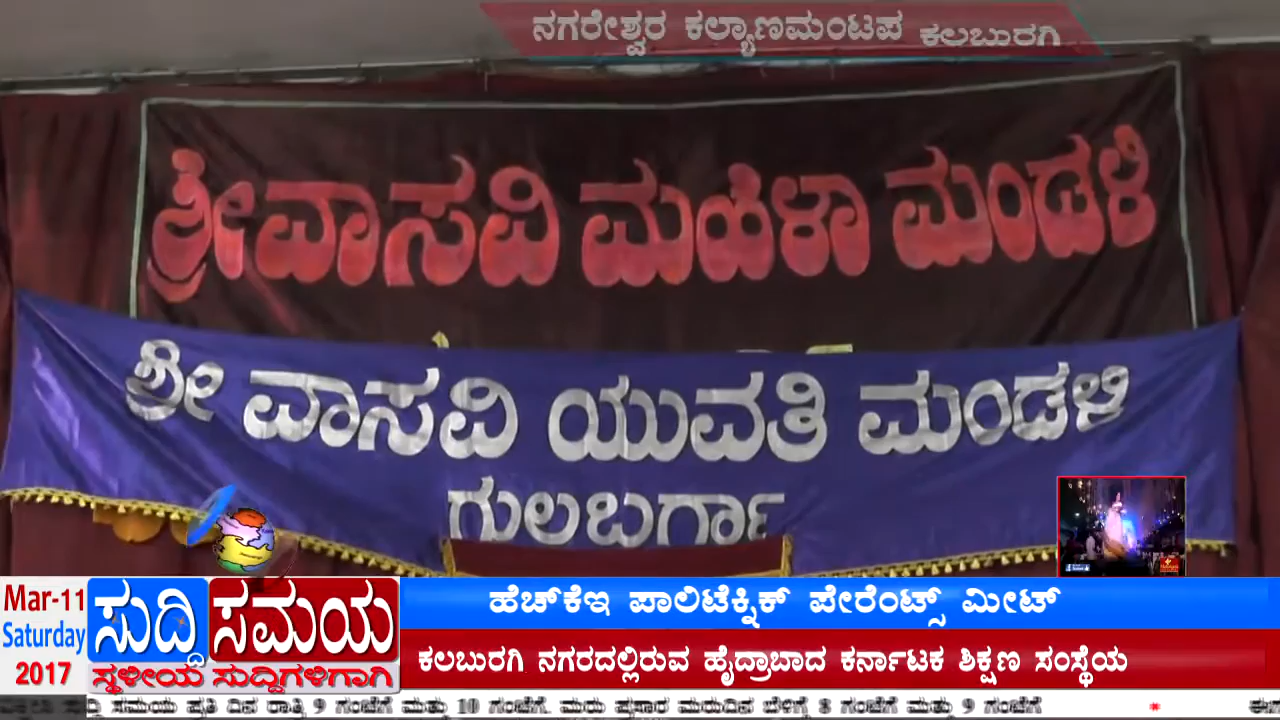 ನಗರೇಶ್ವರ ಕಲ್ಯಾಣಮಂಟಪ ಕಲಬುರಗಿ
ಶ್ರೀ ವಾಸವಿ ಮಹಿಳಾ ಮಂಡಳಿ
ಶ್ರೀ ವಾಸವಿ ಯುವತಿ ಮಂಡಳಿ
ಗುಲಬರ್ಗಾ
Mar-11
Saturday
2017
ಸುದ್ದಿ ಸಮಯ
ಸ್ಥಳೀಯ ಸುದ್ದಿಗಳಿಗಾಗಿ
ಹೆಚ್‌ಕೆಇ ಪಾಲಿಟೆಕ್ನಿಕ್ ಪೇರೆಂಟ್ಸ್ ಮೀಟ್
ಕಲಬುರಗಿ ನಗರದಲ್ಲಿರುವ ಹೈದ್ರಾಬಾದ ಕರ್ನಾಟಕ ಶಿಕ್ಷಣ ಸಂಸ್ಥೆಯ
ಸುದ್ದಿ ಸಮಯ ಪ್ರತಿ ದಿನ ರಾತ್ರಿ 9 ಗಂಟೆಗೆ ಮತ್ತು 10 ಗಂಟೆಗೆ. ಮರು ಪ್ರಸಾರ ಮರುದಿನ ಬೆಳಿಗ್ಗೆ 8 ಗಂಟೆಗೆ ಮತ್ತು 9 ಗಂಟೆಗೆ